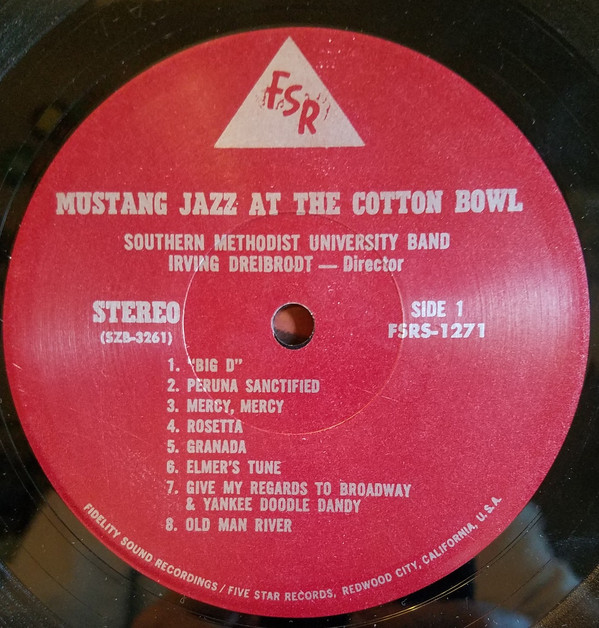 FSR
MUSTANG JAZZ AT THE COTTON BOWL
SOUTHERN METHODIST UNIVERSITY BAND
IRVING DREIBRODT — Director
STEREO
(SZB-3261)
SIDE 1
FSRS-1271
1. "BIG D"
2. PERUNA SANCTIFIED
3. MERCY, MERCY
4. ROSETTA
5. GRANADA
6. ELMER'S TUNE
7. GIVE MY REGARDS TO BROADWAY
& YANKEE DOODLE DANDY
8. OLD MAN RIVER
FIDELITY SOUND RECORDINGS / FIVE STAR RECORDS, REDWOOD CITY, CALIFORNIA, U.S.A.